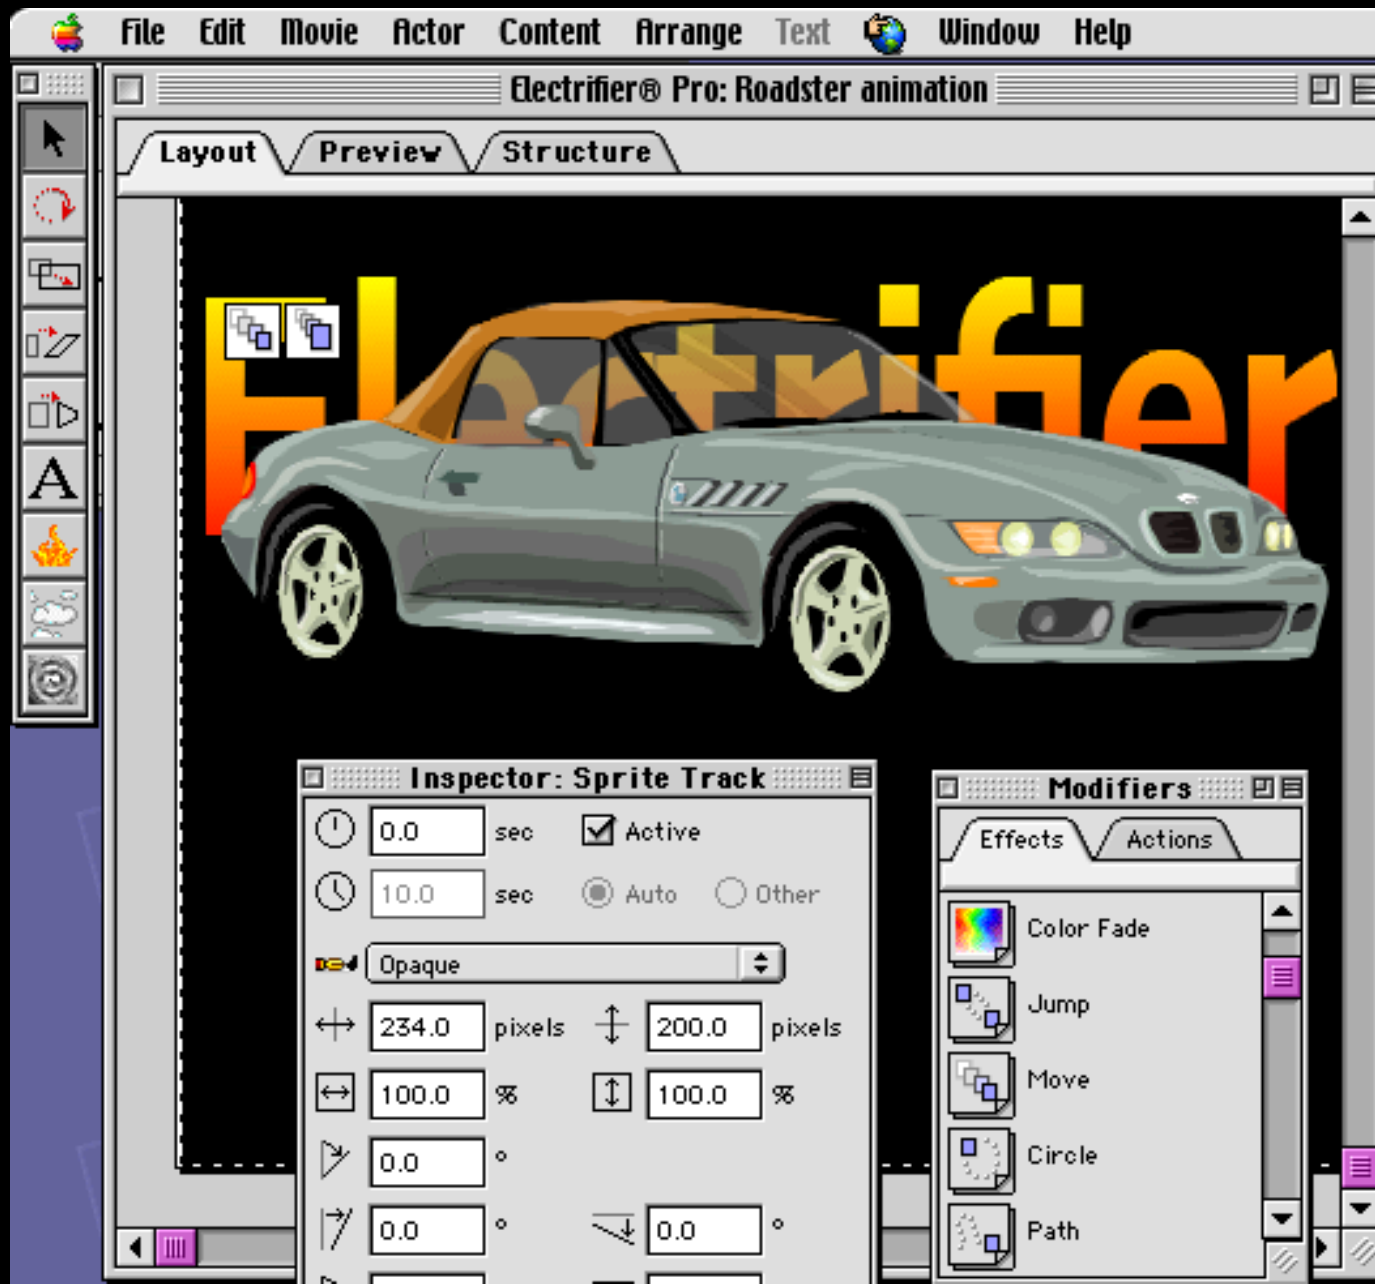 File Edit Movie Actor Content Arrange Text Window Help
Electrifier® Pro: Roadster animation
Layout Preview Structure
Electrifier
A
Inspector: Sprite Track
0.0 sec Active
10.0 sec Auto Other
Opaque
234.0 pixels 200.0 pixels
100.0 % 100.0 %
0.0 °
0.0 ° 0.0 °
Modifiers
Effects Actions
Color Fade
Jump
Move
Circle
Path